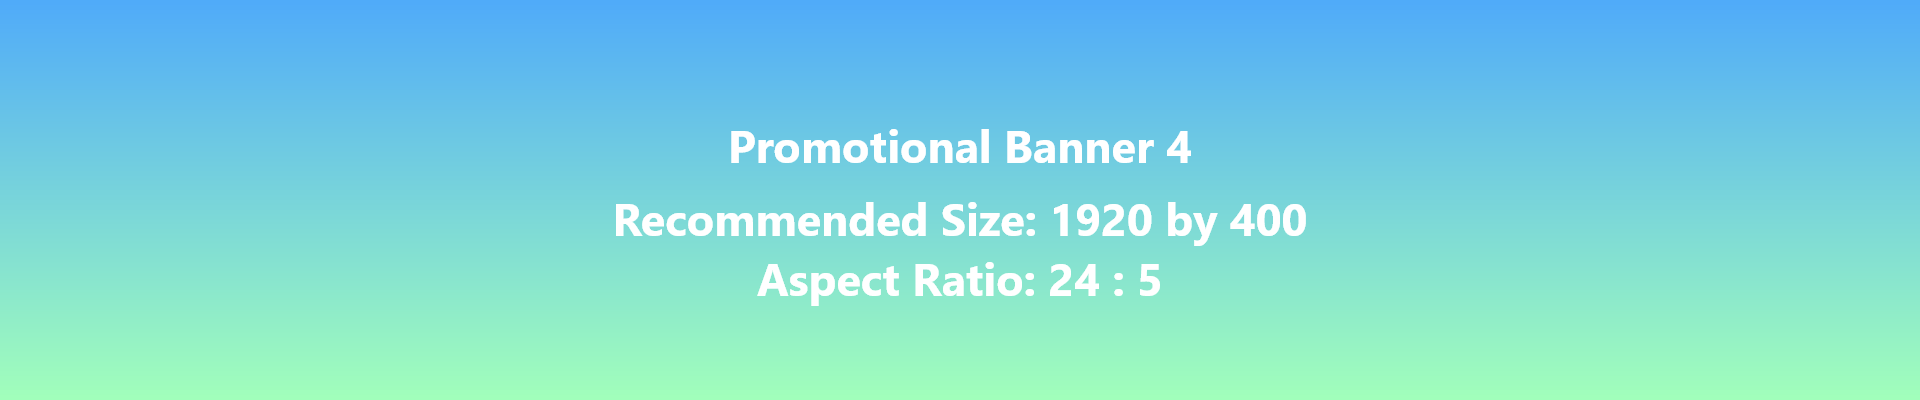 Promotional Banner 4
Recommended Size: 1920 by 400
Aspect Ratio: 24 : 5